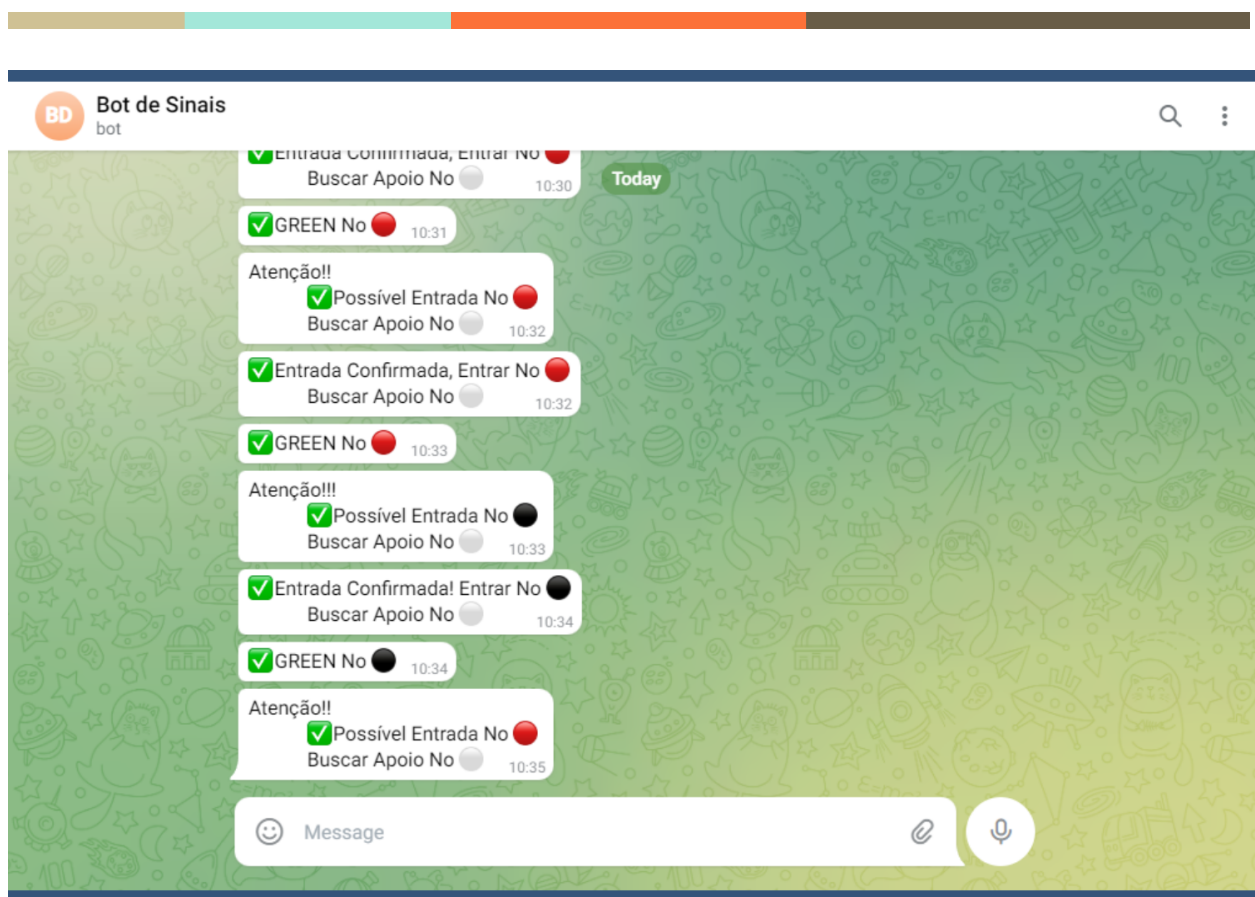 BD
Bot de Sinais
bot
✅Entrada Confirmada, Entrar No 🔴
Buscar Apoio No ⚪ 10:30
Today
✅GREEN No 🔴 10:31
Atenção!!
✅Possível Entrada No 🔴
Buscar Apoio No ⚪ 10:32
✅Entrada Confirmada, Entrar No 🔴
Buscar Apoio No ⚪ 10:32
✅GREEN No 🔴 10:33
Atenção!!!
✅Possível Entrada No ⚫
Buscar Apoio No ⚪ 10:33
✅Entrada Confirmada! Entrar No ⚫
Buscar Apoio No ⚪ 10:34
✅GREEN No ⚫ 10:34
Atenção!!
✅Possível Entrada No 🔴
Buscar Apoio No ⚪ 10:35
Message